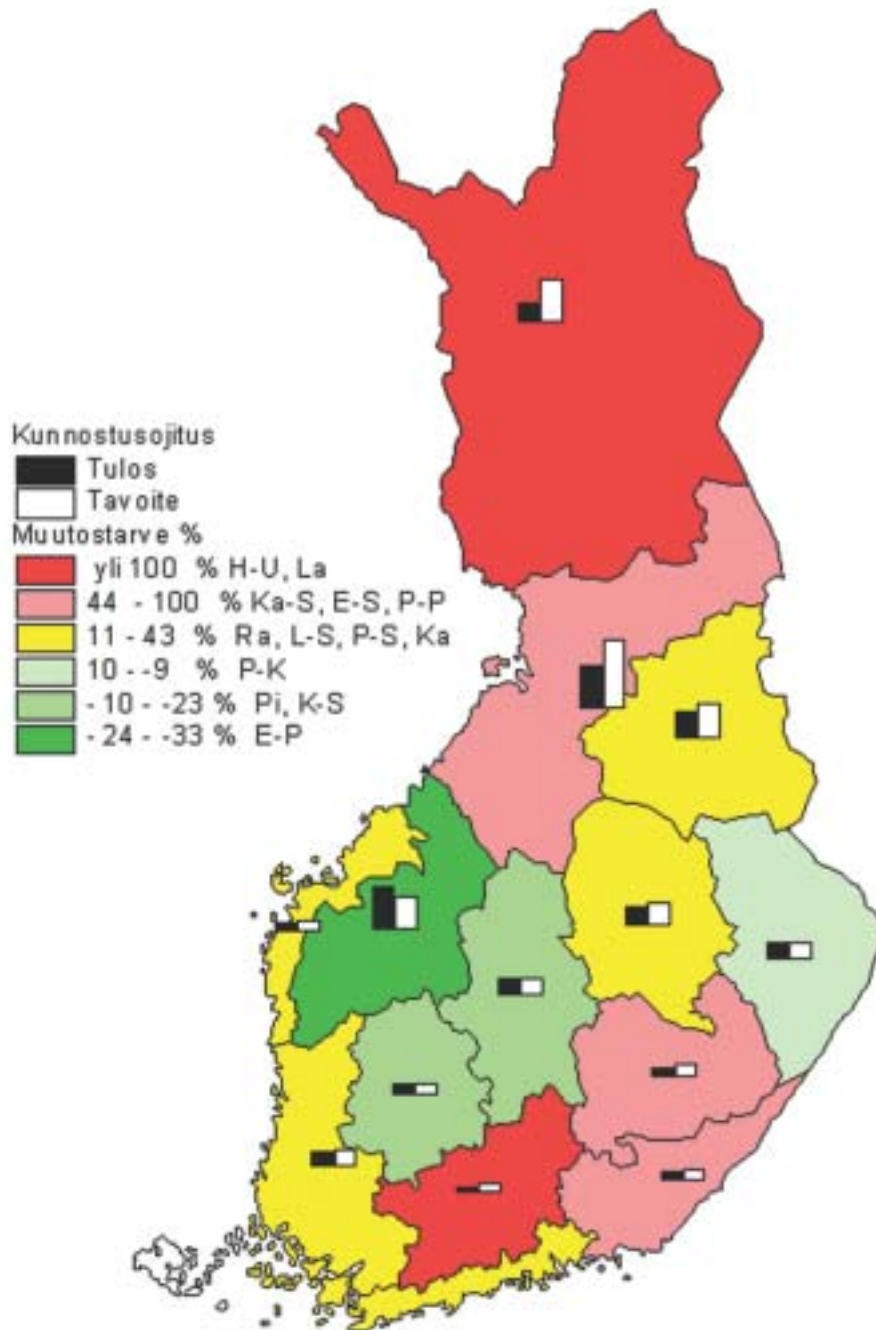 Kunnostusojitus
Tulos
Tavoite
Muutostarve %
yli 100 % H-U, La
44 - 100 % Ka-S, E-S, P-P
11 - 43 % Ra, L-S, P-S, Ka
10 - -9 % P-K
- 10 - -23 % Pi, K-S
- 24 - -33 % E-P